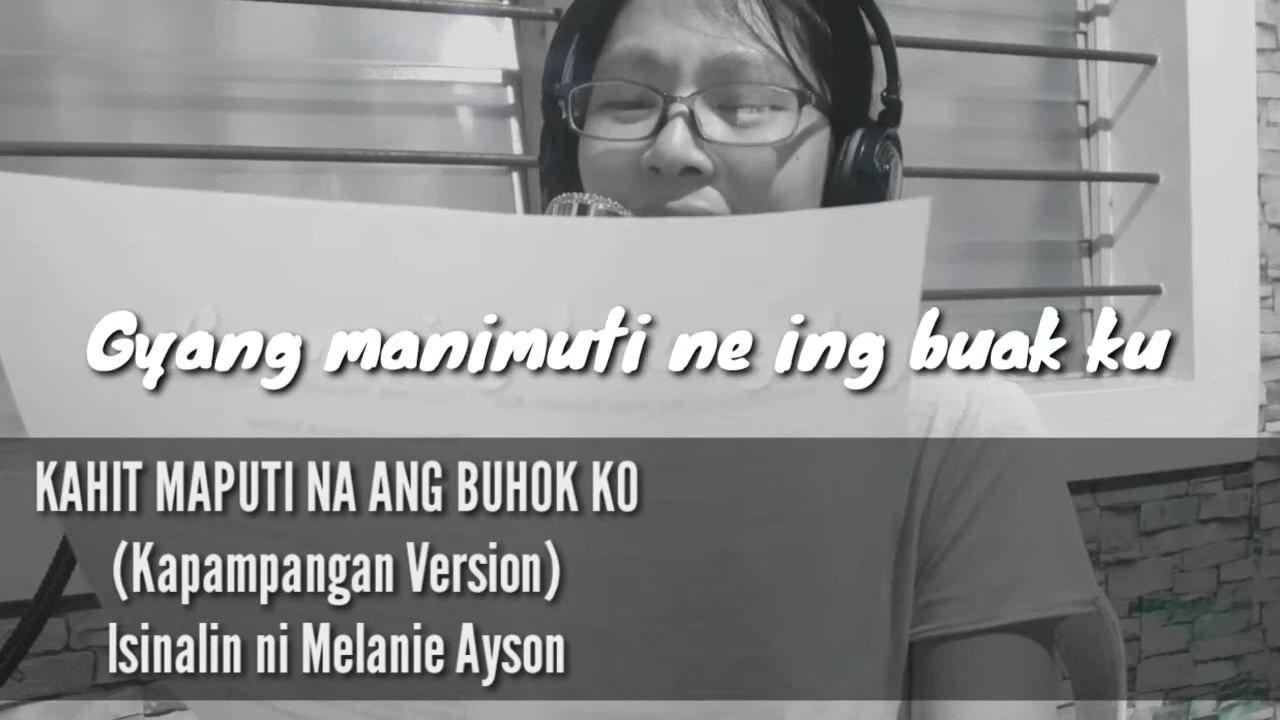 Gyang manimuti ne ing buak ku
KAHIT MAPUTI NA ANG BUHOK KO
(Kapampangan Version)
Isinalin ni Melanie Ayson